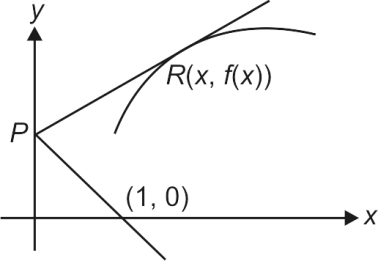 y
R(x, f(x))
P
(1, 0)
x